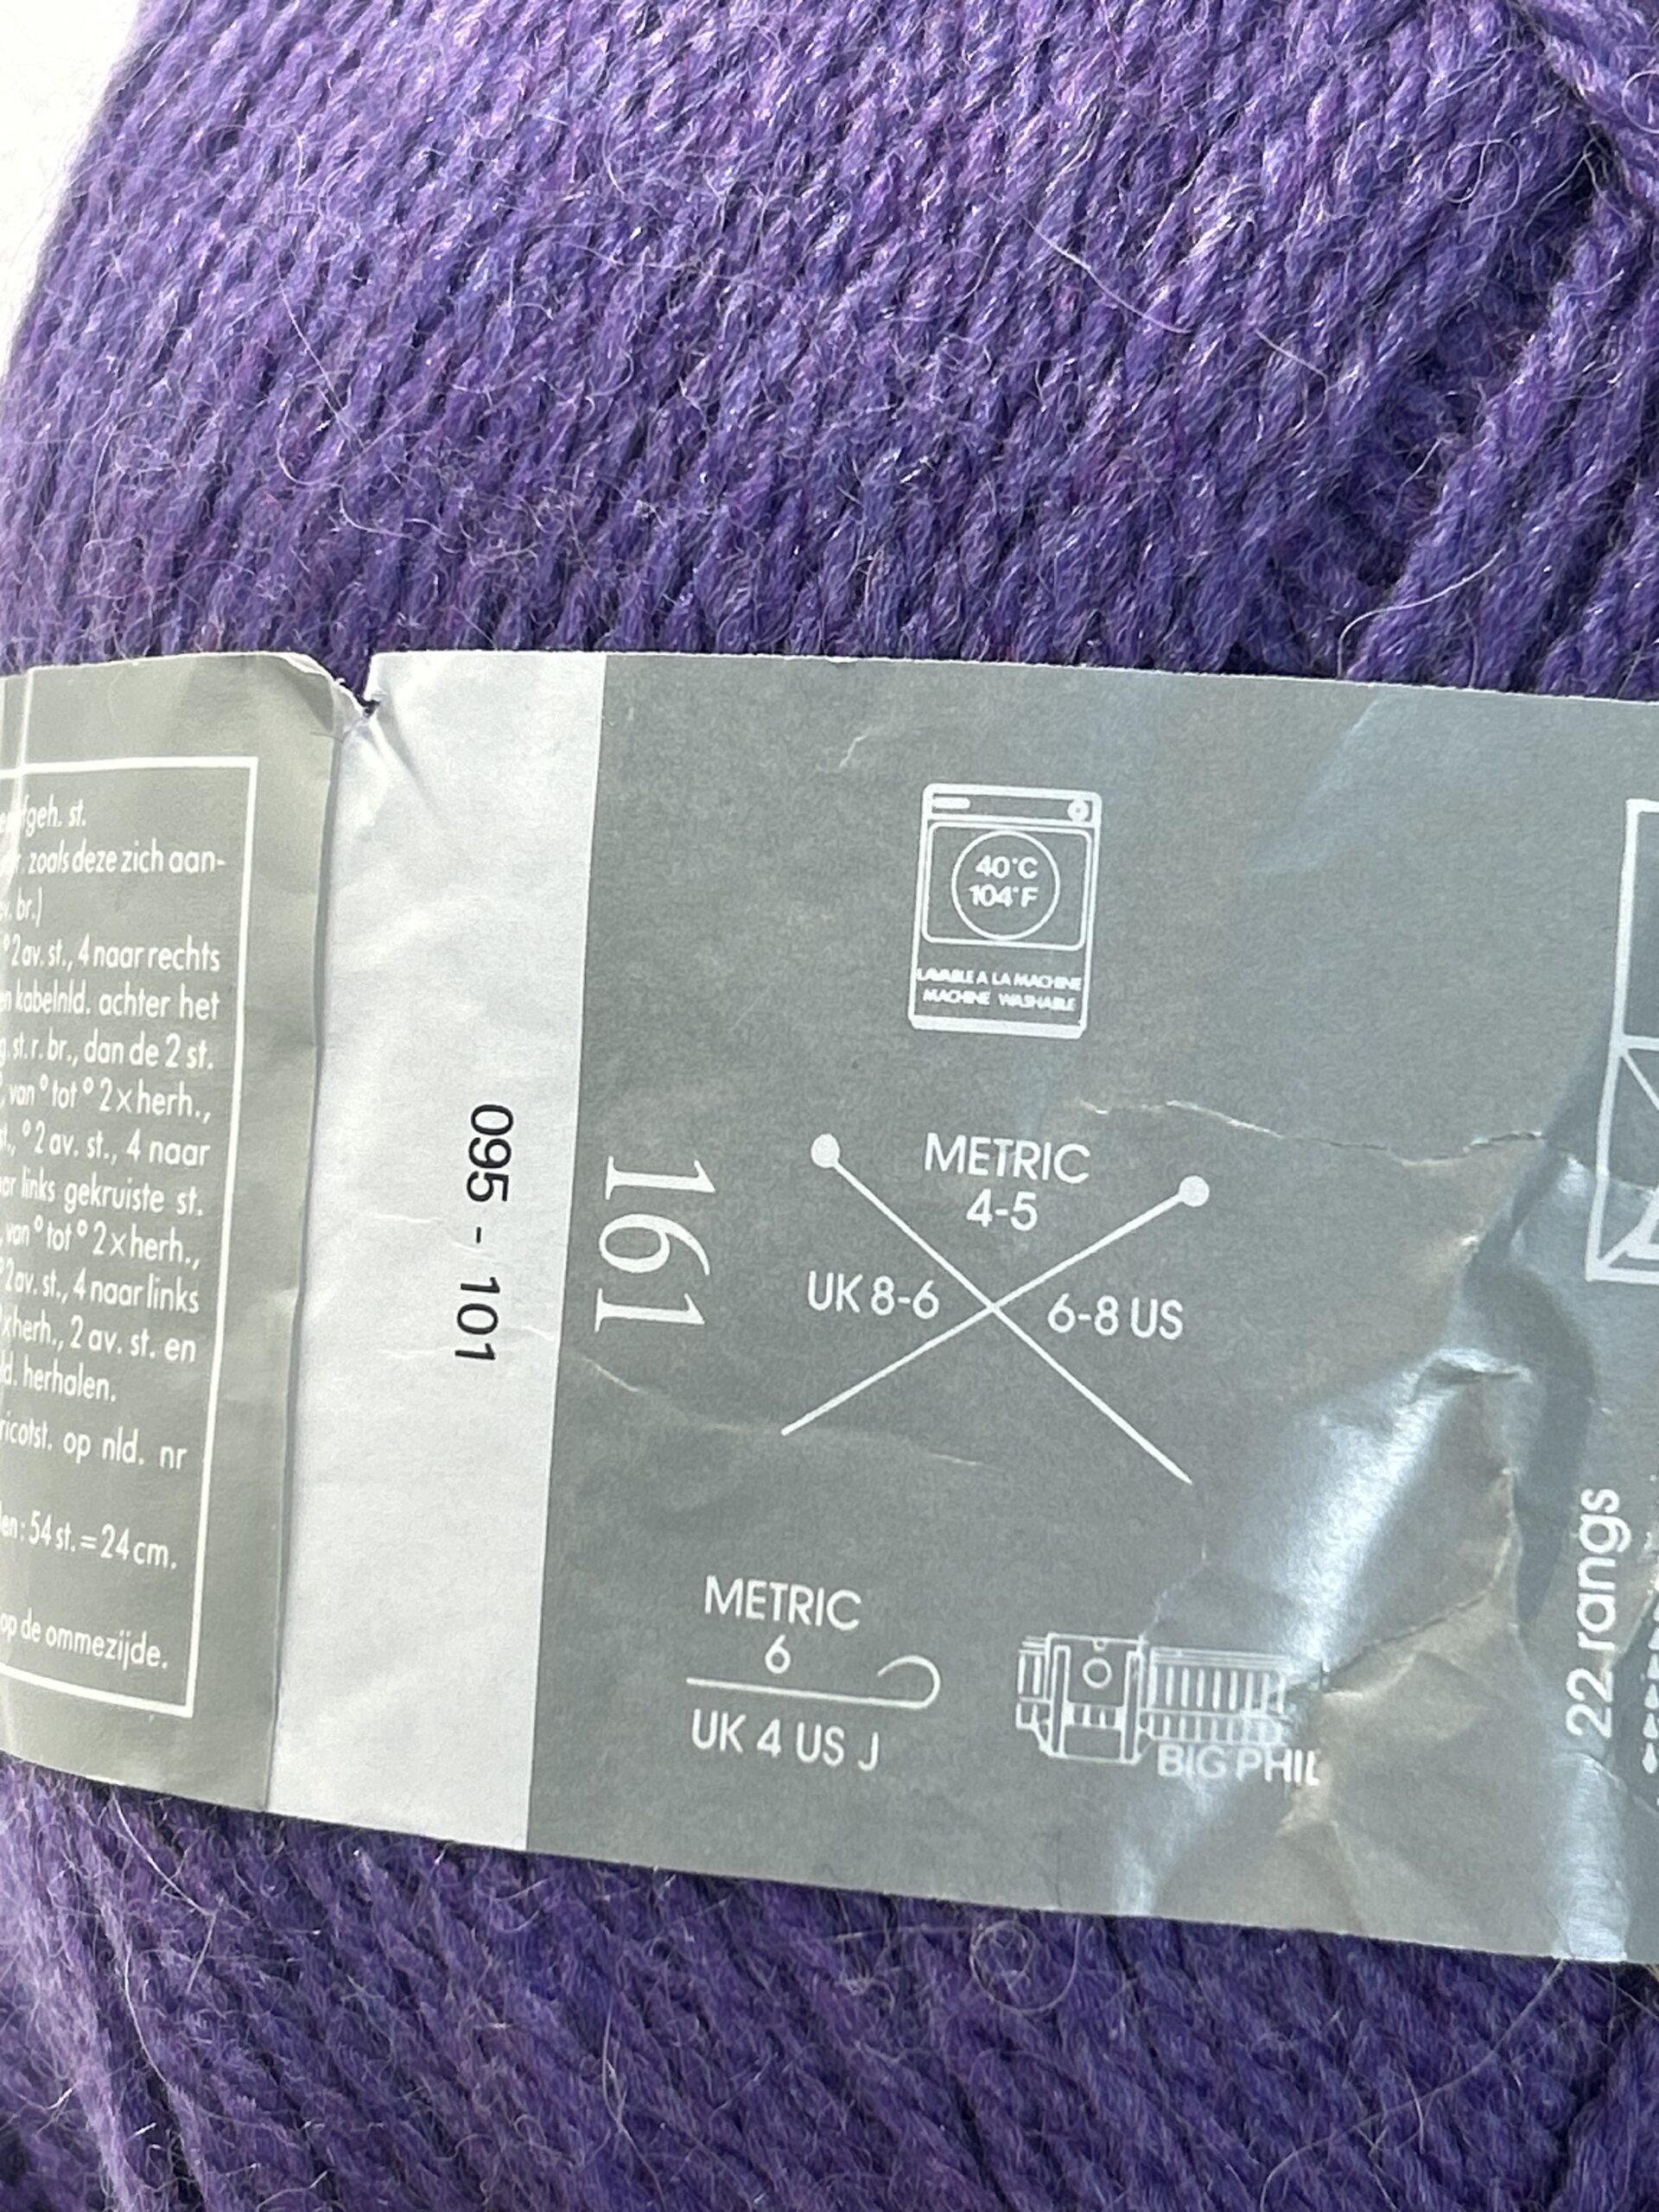 geh. st.
zoals deze zich aan-
br.)
°2 av. st., 4 naar rechts
kabelnld. achter het
st. r. br., dan de 2 st.
van ° tot ° 2 x herh.,
°2 av. st., 4 naar
links gekruiste st.
van ° tot ° 2 x herh.,
°2 av. st., 4 naar links
herh., 2 av. st. en
herhalen.
op nld. nr
54 st. = 24 cm.
op de ommezijde.
095 - 101
161
40°C
104°F
LAVABLE A LA MACHINE
MACHINE WASHABLE
METRIC
4-5
UK 8-6
6-8 US
METRIC
6
UK 4 US J
BIG PHIL
22 rangs